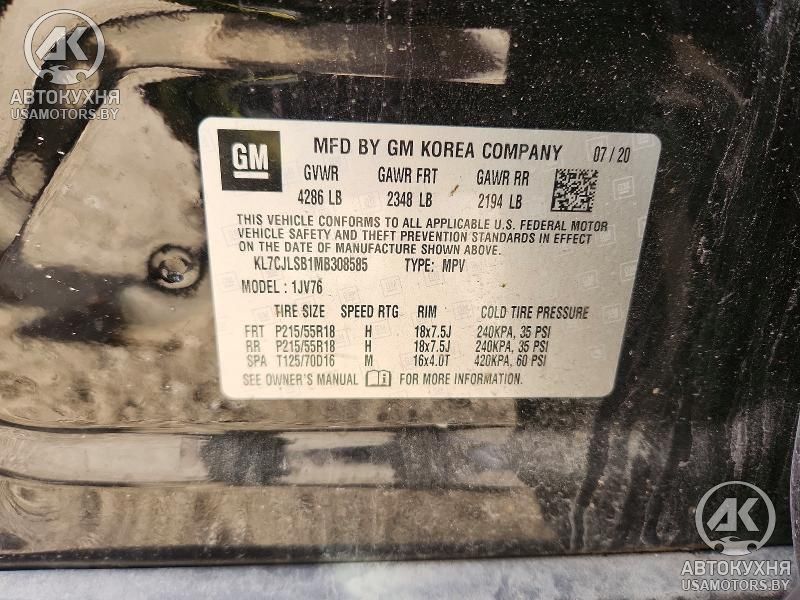 АК
АВТОКУХНЯ
USAMOTORS.BY
GM
MFD BY GM KOREA COMPANY 07 / 20
GVWR GAWR FRT GAWR RR
4286 LB 2348 LB 2194 LB
THIS VEHICLE CONFORMS TO ALL APPLICABLE U.S. FEDERAL MOTOR
VEHICLE SAFETY AND THEFT PREVENTION STANDARDS IN EFFECT
ON THE DATE OF MANUFACTURE SHOWN ABOVE.
KL7CJLSB1MB308585 TYPE: MPV
MODEL : 1JV76
TIRE SIZE SPEED RTG RIM COLD TIRE PRESSURE
FRT P215/55R18 H 18x7.5J 240KPA, 35 PSI
RR P215/55R18 H 18x7.5J 240KPA, 35 PSI
SPA T125/70D16 M 16x4.0T 420KPA, 60 PSI
SEE OWNER'S MANUAL FOR MORE INFORMATION.
АК
АВТОКУХНЯ
USAMOTORS.BY